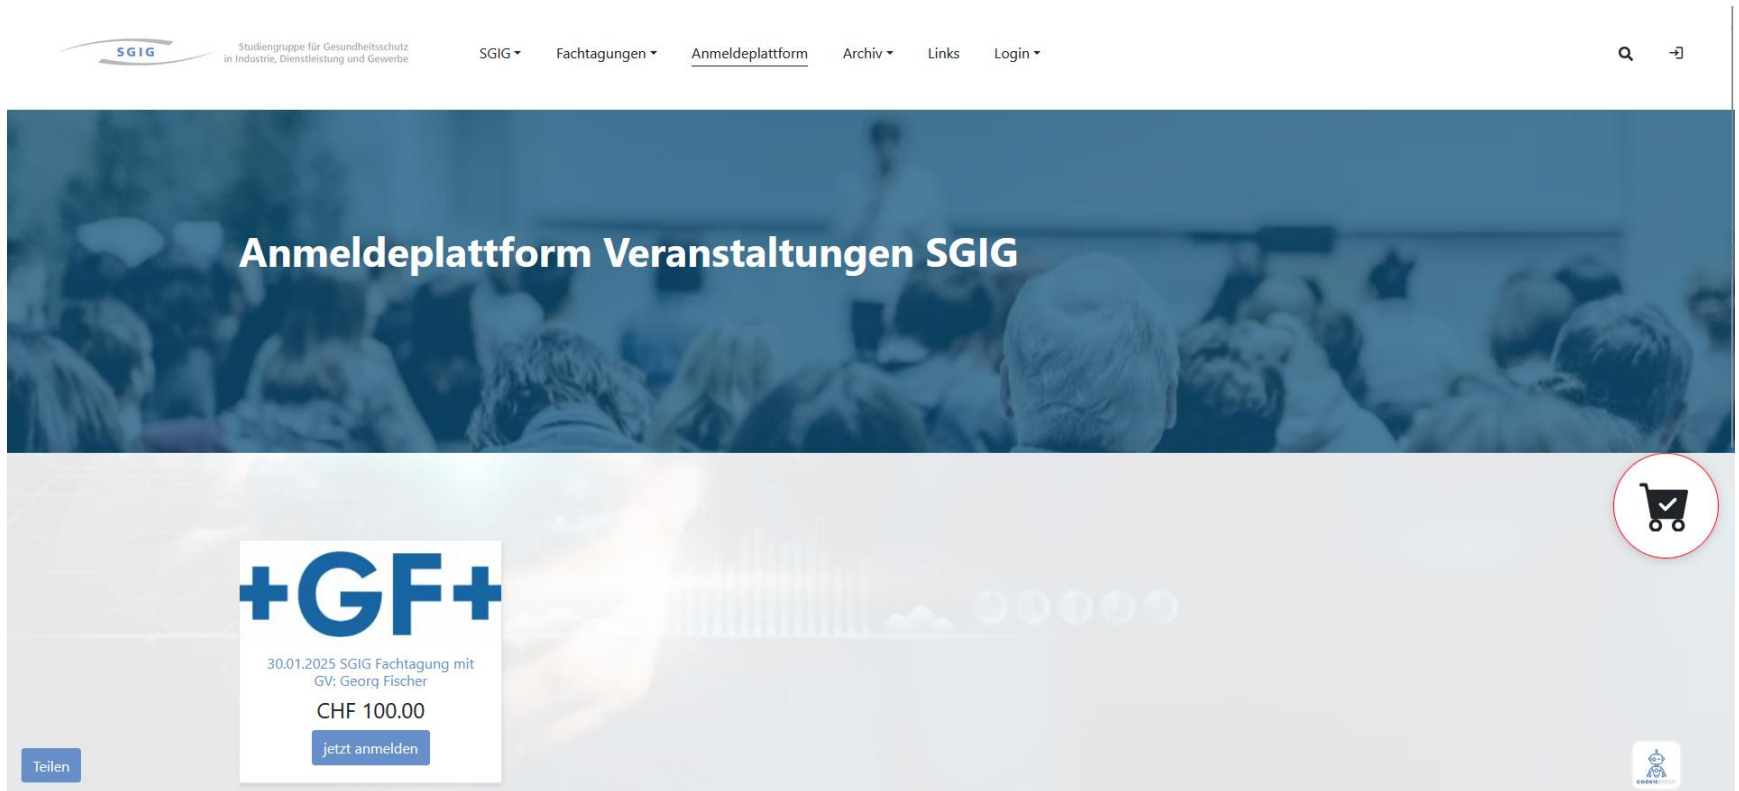 SGIG
Studiengruppe für Gesundheitsschutz
in Industrie, Dienstleistung und Gewerbe
SGIG
Fachtagungen
Anmeldeplattform
Archiv
Links
Login
Anmeldeplattform Veranstaltungen SGIG
+GF+
30.01.2025 SGIG Fachtagung mit
GV: Georg Fischer
CHF 100.00
jetzt anmelden
Teilen